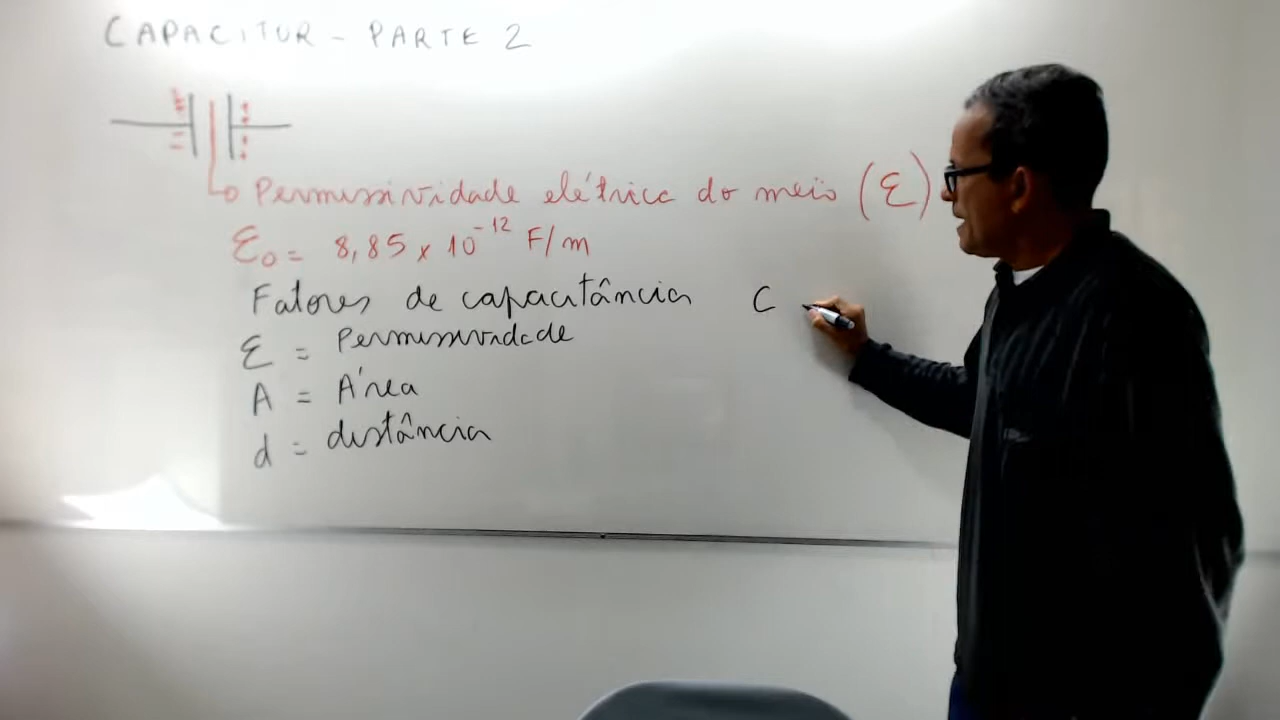 CAPACITOR - PARTE 2
Permissividade elétrica do meio (ε)
ε0 = 8,85 x 10⁻¹² F/m
Fatores de capacitância C
ε = Permissividade
A = Área
d = distância